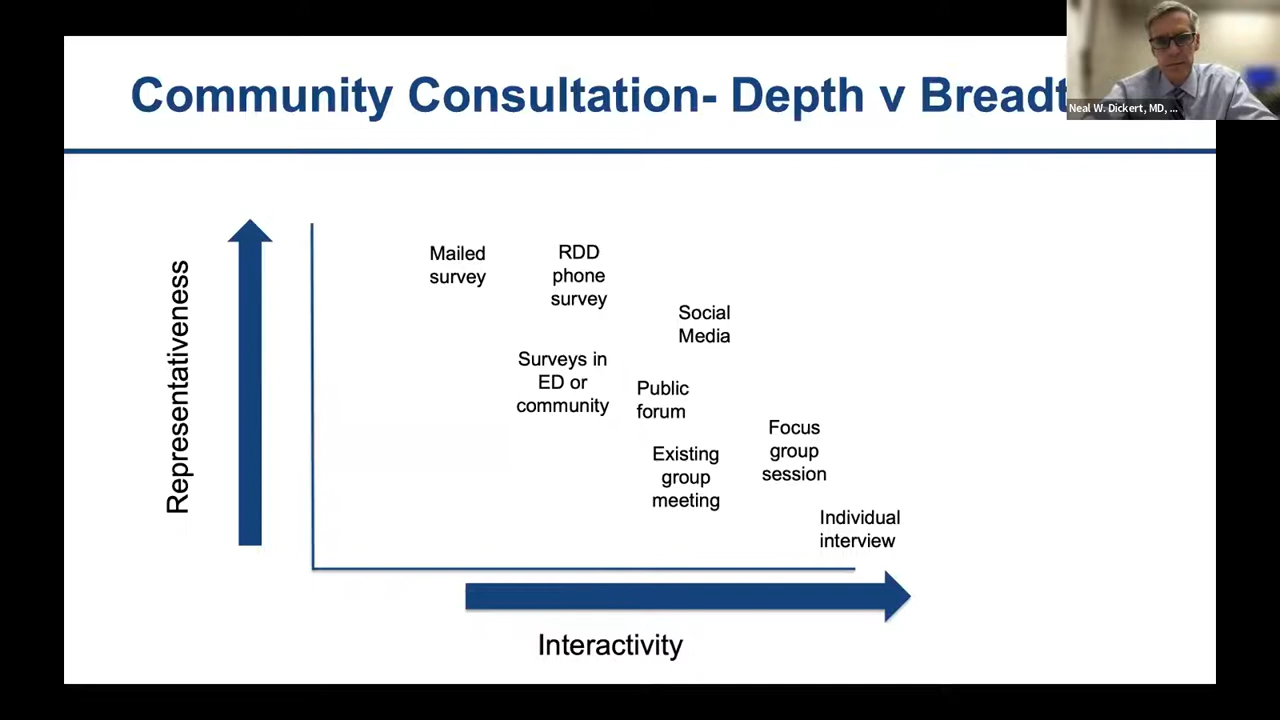 Community Consultation- Depth v Breadt
Neal W. Dickert, MD, ...
Representativeness
Mailed
survey
RDD
phone
survey
Social
Media
Surveys in
ED or
community
Public
forum
Existing
group
meeting
Focus
group
session
Individual
interview
Interactivity